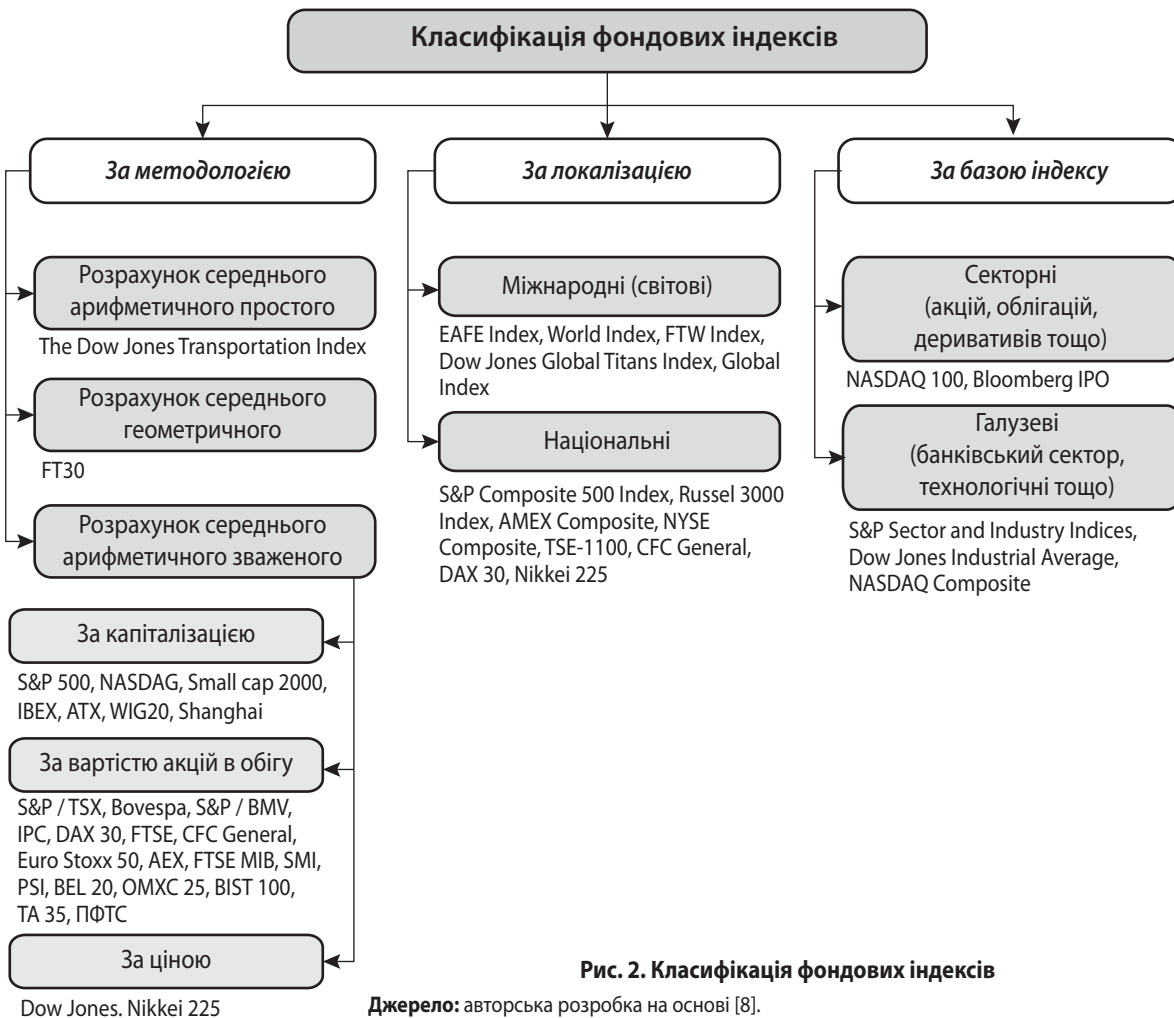 Класифікація фондових індексів
За методологією
Розрахунок середнього
арифметичного простого
The Dow Jones Transportation Index
Розрахунок середнього
геометричного
FT30
Розрахунок середнього
арифметичного зваженого
За капіталізацією
S&P 500, NASDAG, Small cap 2000,
IBEX, ATX, WIG20, Shanghai
За вартістю акцій в обігу
S&P / TSX, Bovespa, S&P / BMV,
IPC, DAX 30, FTSE, CFC General,
Euro Stoxx 50, AEX, FTSE MIB, SMI,
PSI, BEL 20, OMXC 25, BIST 100,
TA 35, ПФТС
За ціною
Dow Jones. Nikkei 225
За локалізацією
Міжнародні (світові)
EAFE Index, World Index, FTW Index,
Dow Jones Global Titans Index, Global
Index
Національні
S&P Composite 500 Index, Russel 3000
Index, AMEX Composite, NYSE
Composite, TSE-1100, CFC General,
DAX 30, Nikkei 225
За базою індексу
Секторні
(акцій, облігацій,
деривативів тощо)
NASDAQ 100, Bloomberg IPO
Галузеві
(банківський сектор,
технологічні тощо)
S&P Sector and Industry Indices,
Dow Jones Industrial Average,
NASDAQ Composite
Рис. 2. Класифікація фондових індексів
Джерело: авторська розробка на основі [8].